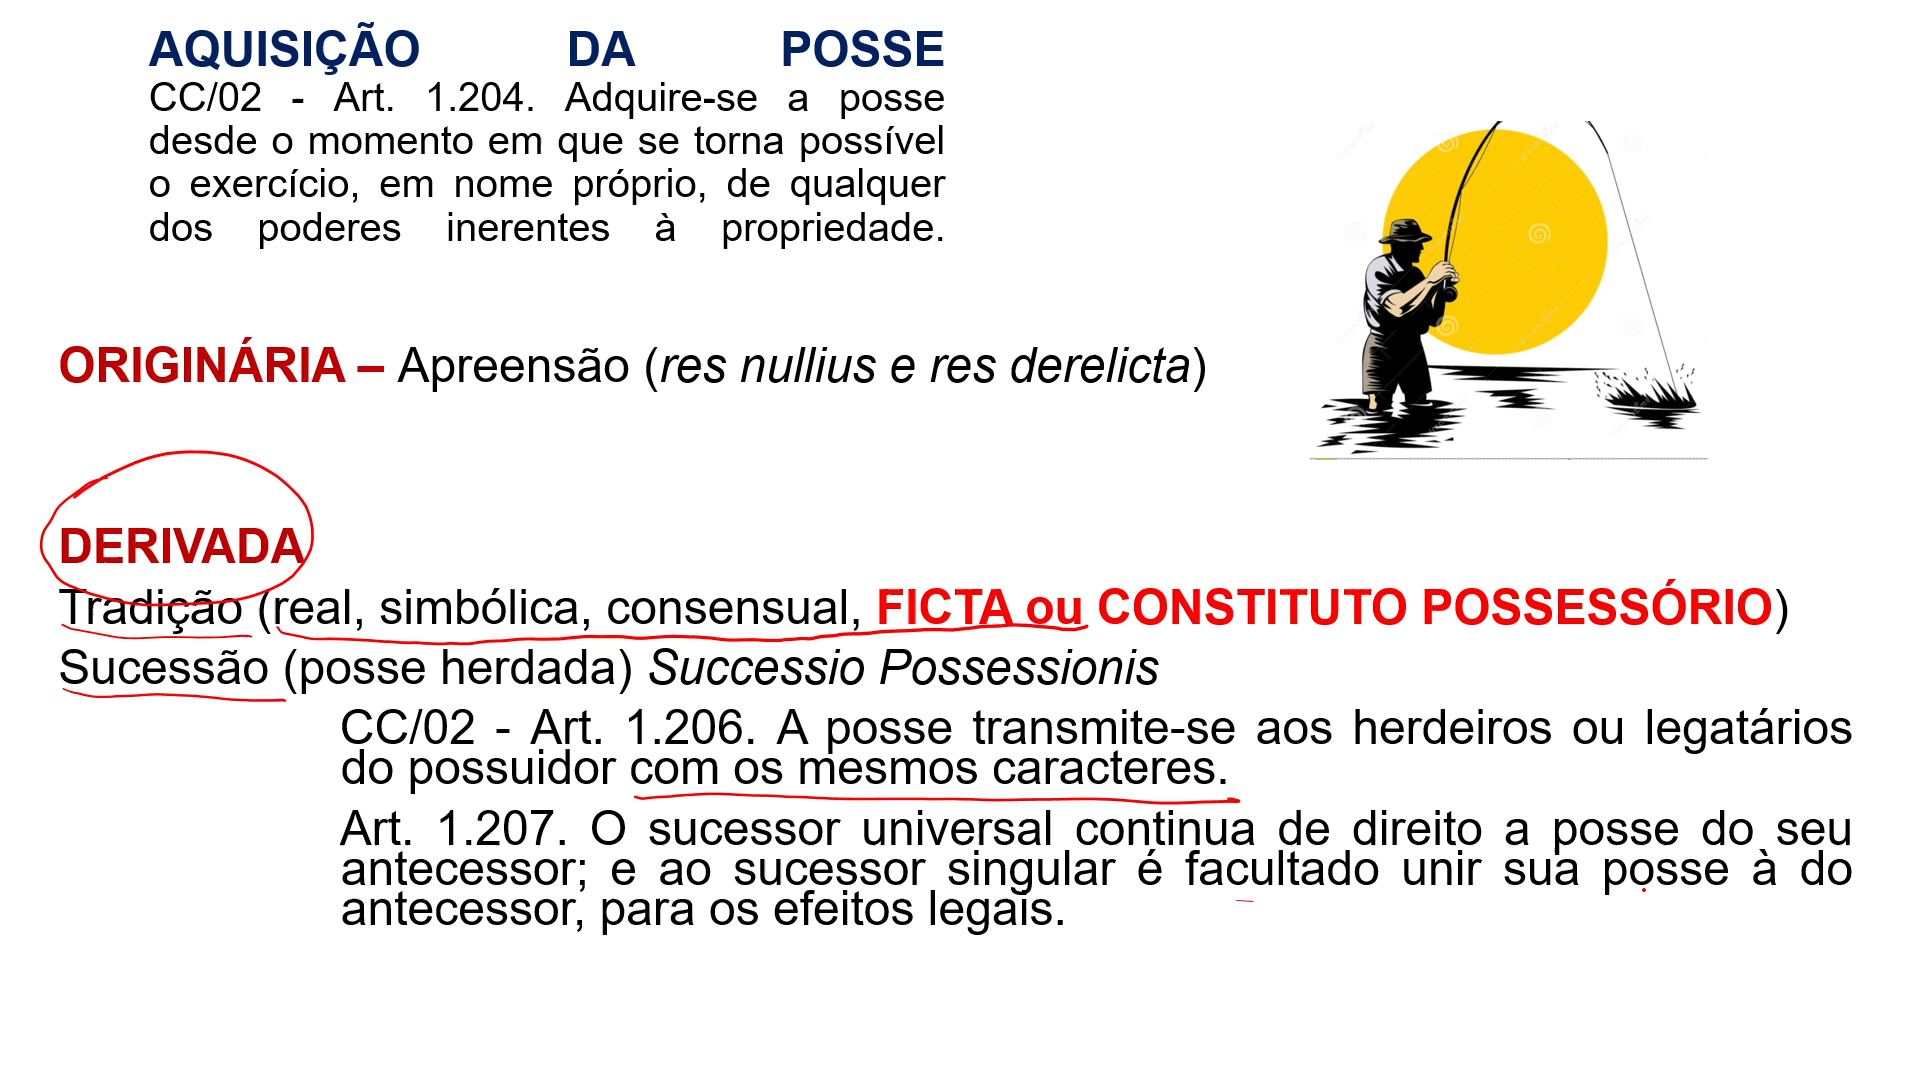 AQUISIÇÃO DA POSSE
CC/02 - Art. 1.204. Adquire-se a posse
desde o momento em que se torna possível
o exercício, em nome próprio, de qualquer
dos poderes inerentes à propriedade.
ORIGINÁRIA – Apreensão (res nullius e res derelicta)
DERIVADA
Tradição (real, simbólica, consensual, FICTA ou CONSTITUTO POSSESSÓRIO)
Sucessão (posse herdada) Successio Possessionis
CC/02 - Art. 1.206. A posse transmite-se aos herdeiros ou legatários
do possuidor com os mesmos caracteres.
Art. 1.207. O sucessor universal continua de direito a posse do seu
antecessor; e ao sucessor singular é facultado unir sua posse à do
antecessor, para os efeitos legais.